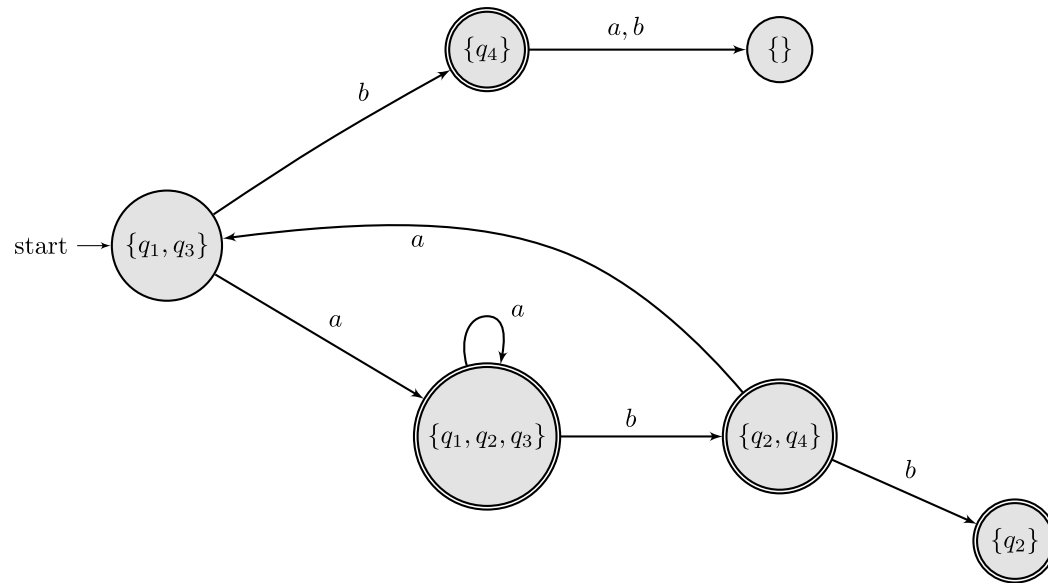 {q₄}
a, b
{}
b
start
{q₁, q₃}
a
a
a
{q₁, q₂, q₃}
b
{q₂, q₄}
b
{q₂}